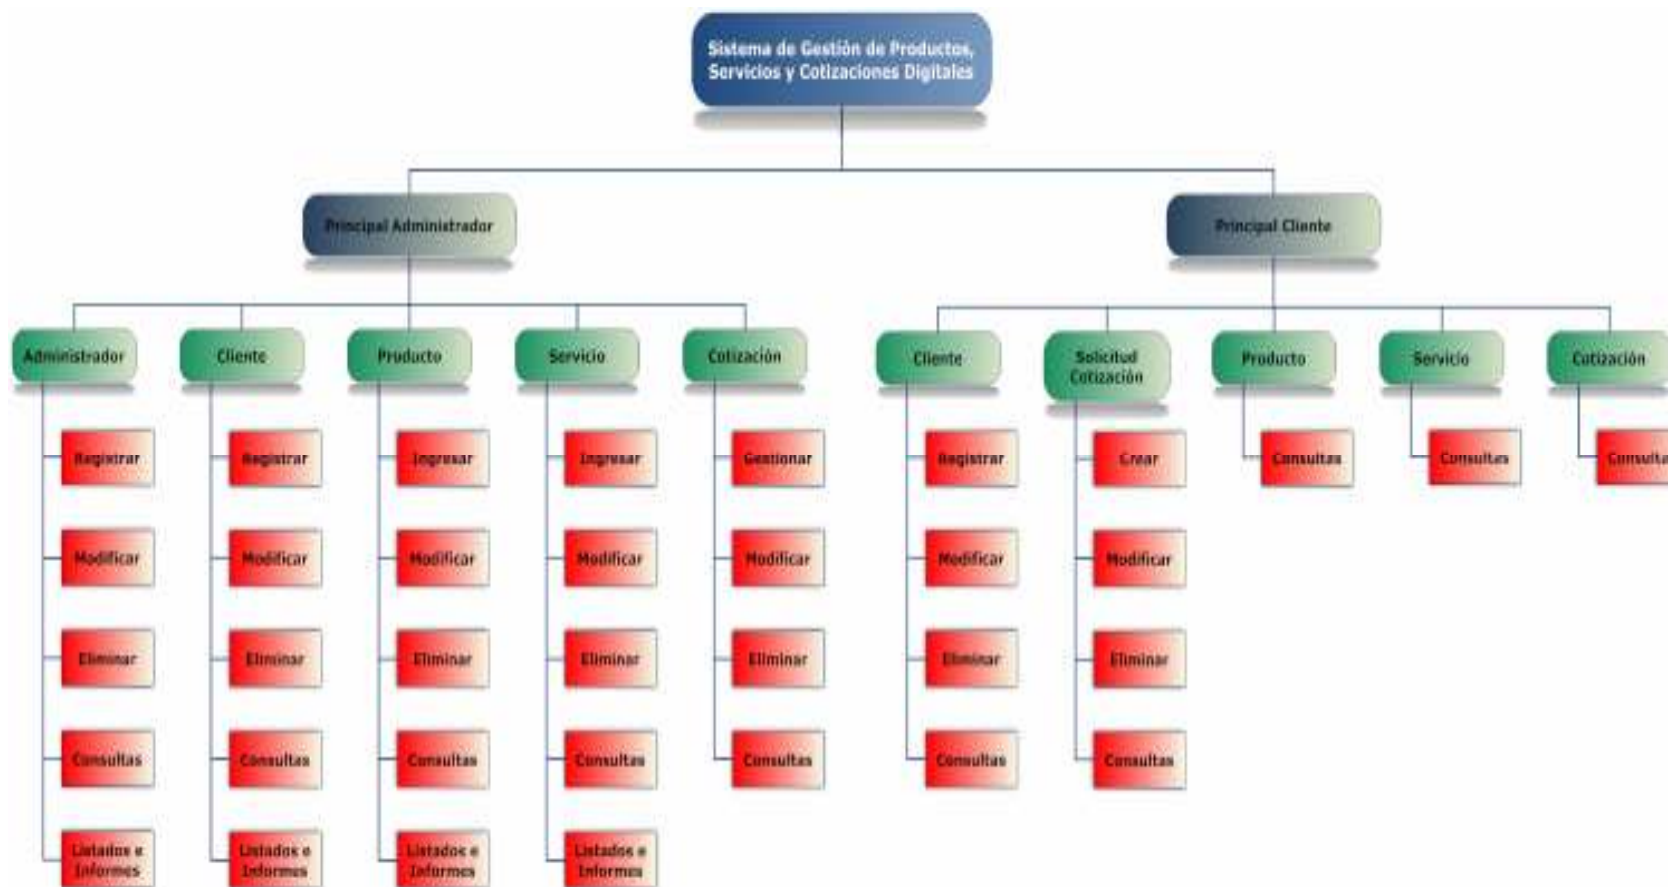 Sistema de Gestión de Productos,
Servicios y Cotizaciones Digitales
Principal Administrador
Principal Cliente
Administrador
Cliente
Producto
Servicio
Cotización
Cliente
Solicitud
Cotización
Producto
Servicio
Cotización
Registrar
Registrar
Ingresar
Ingresar
Gestionar
Registrar
Crear
Consultas
Consultas
Consultas
Modificar
Modificar
Modificar
Modificar
Modificar
Modificar
Modificar
Eliminar
Eliminar
Eliminar
Eliminar
Eliminar
Eliminar
Eliminar
Consultas
Consultas
Consultas
Consultas
Consultas
Consultas
Consultas
Listados e
Informes
Listados e
Informes
Listados e
Informes
Listados e
Informes